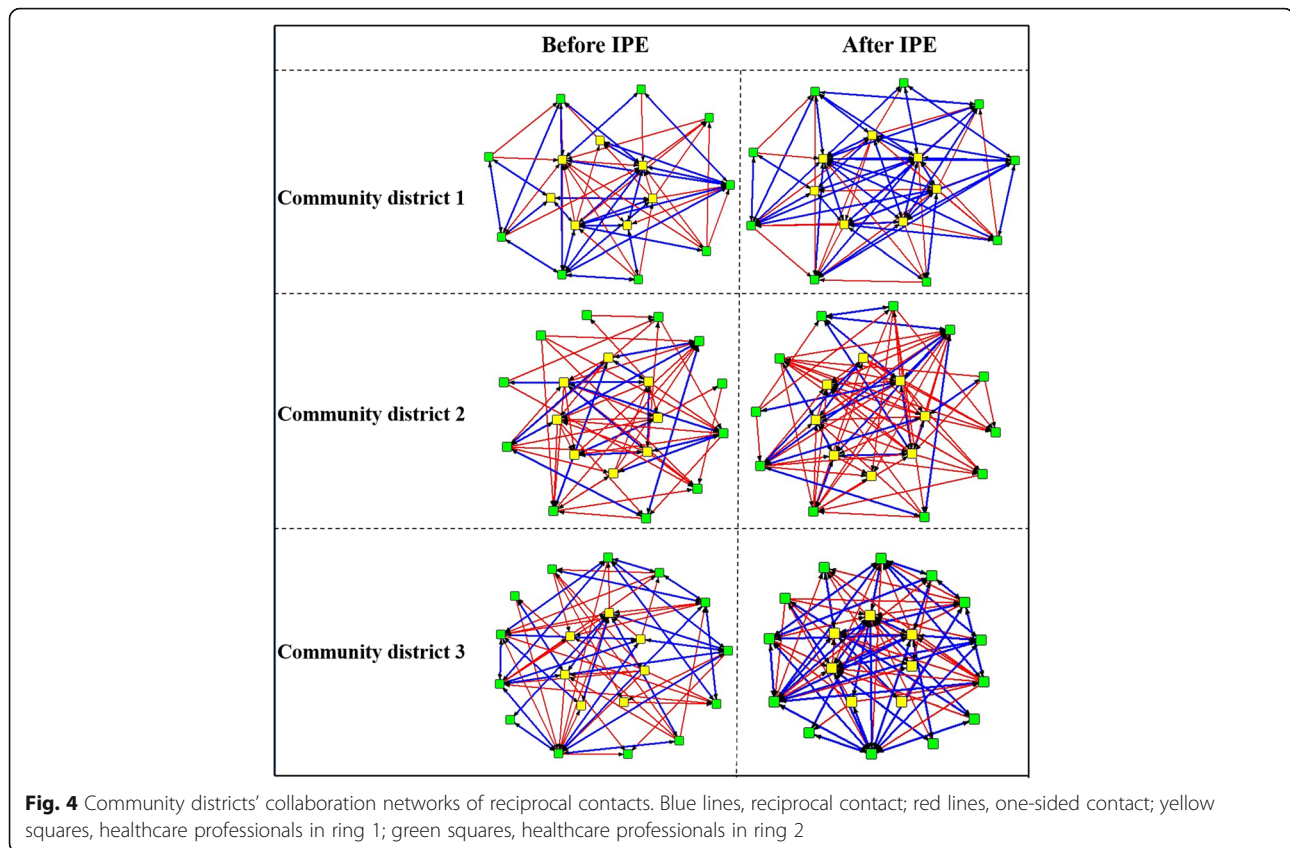 Before IPE
After IPE
Community district 1
Community district 2
Community district 3
Fig. 4 Community districts' collaboration networks of reciprocal contacts. Blue lines, reciprocal contact; red lines, one-sided contact; yellow
squares, healthcare professionals in ring 1; green squares, healthcare professionals in ring 2